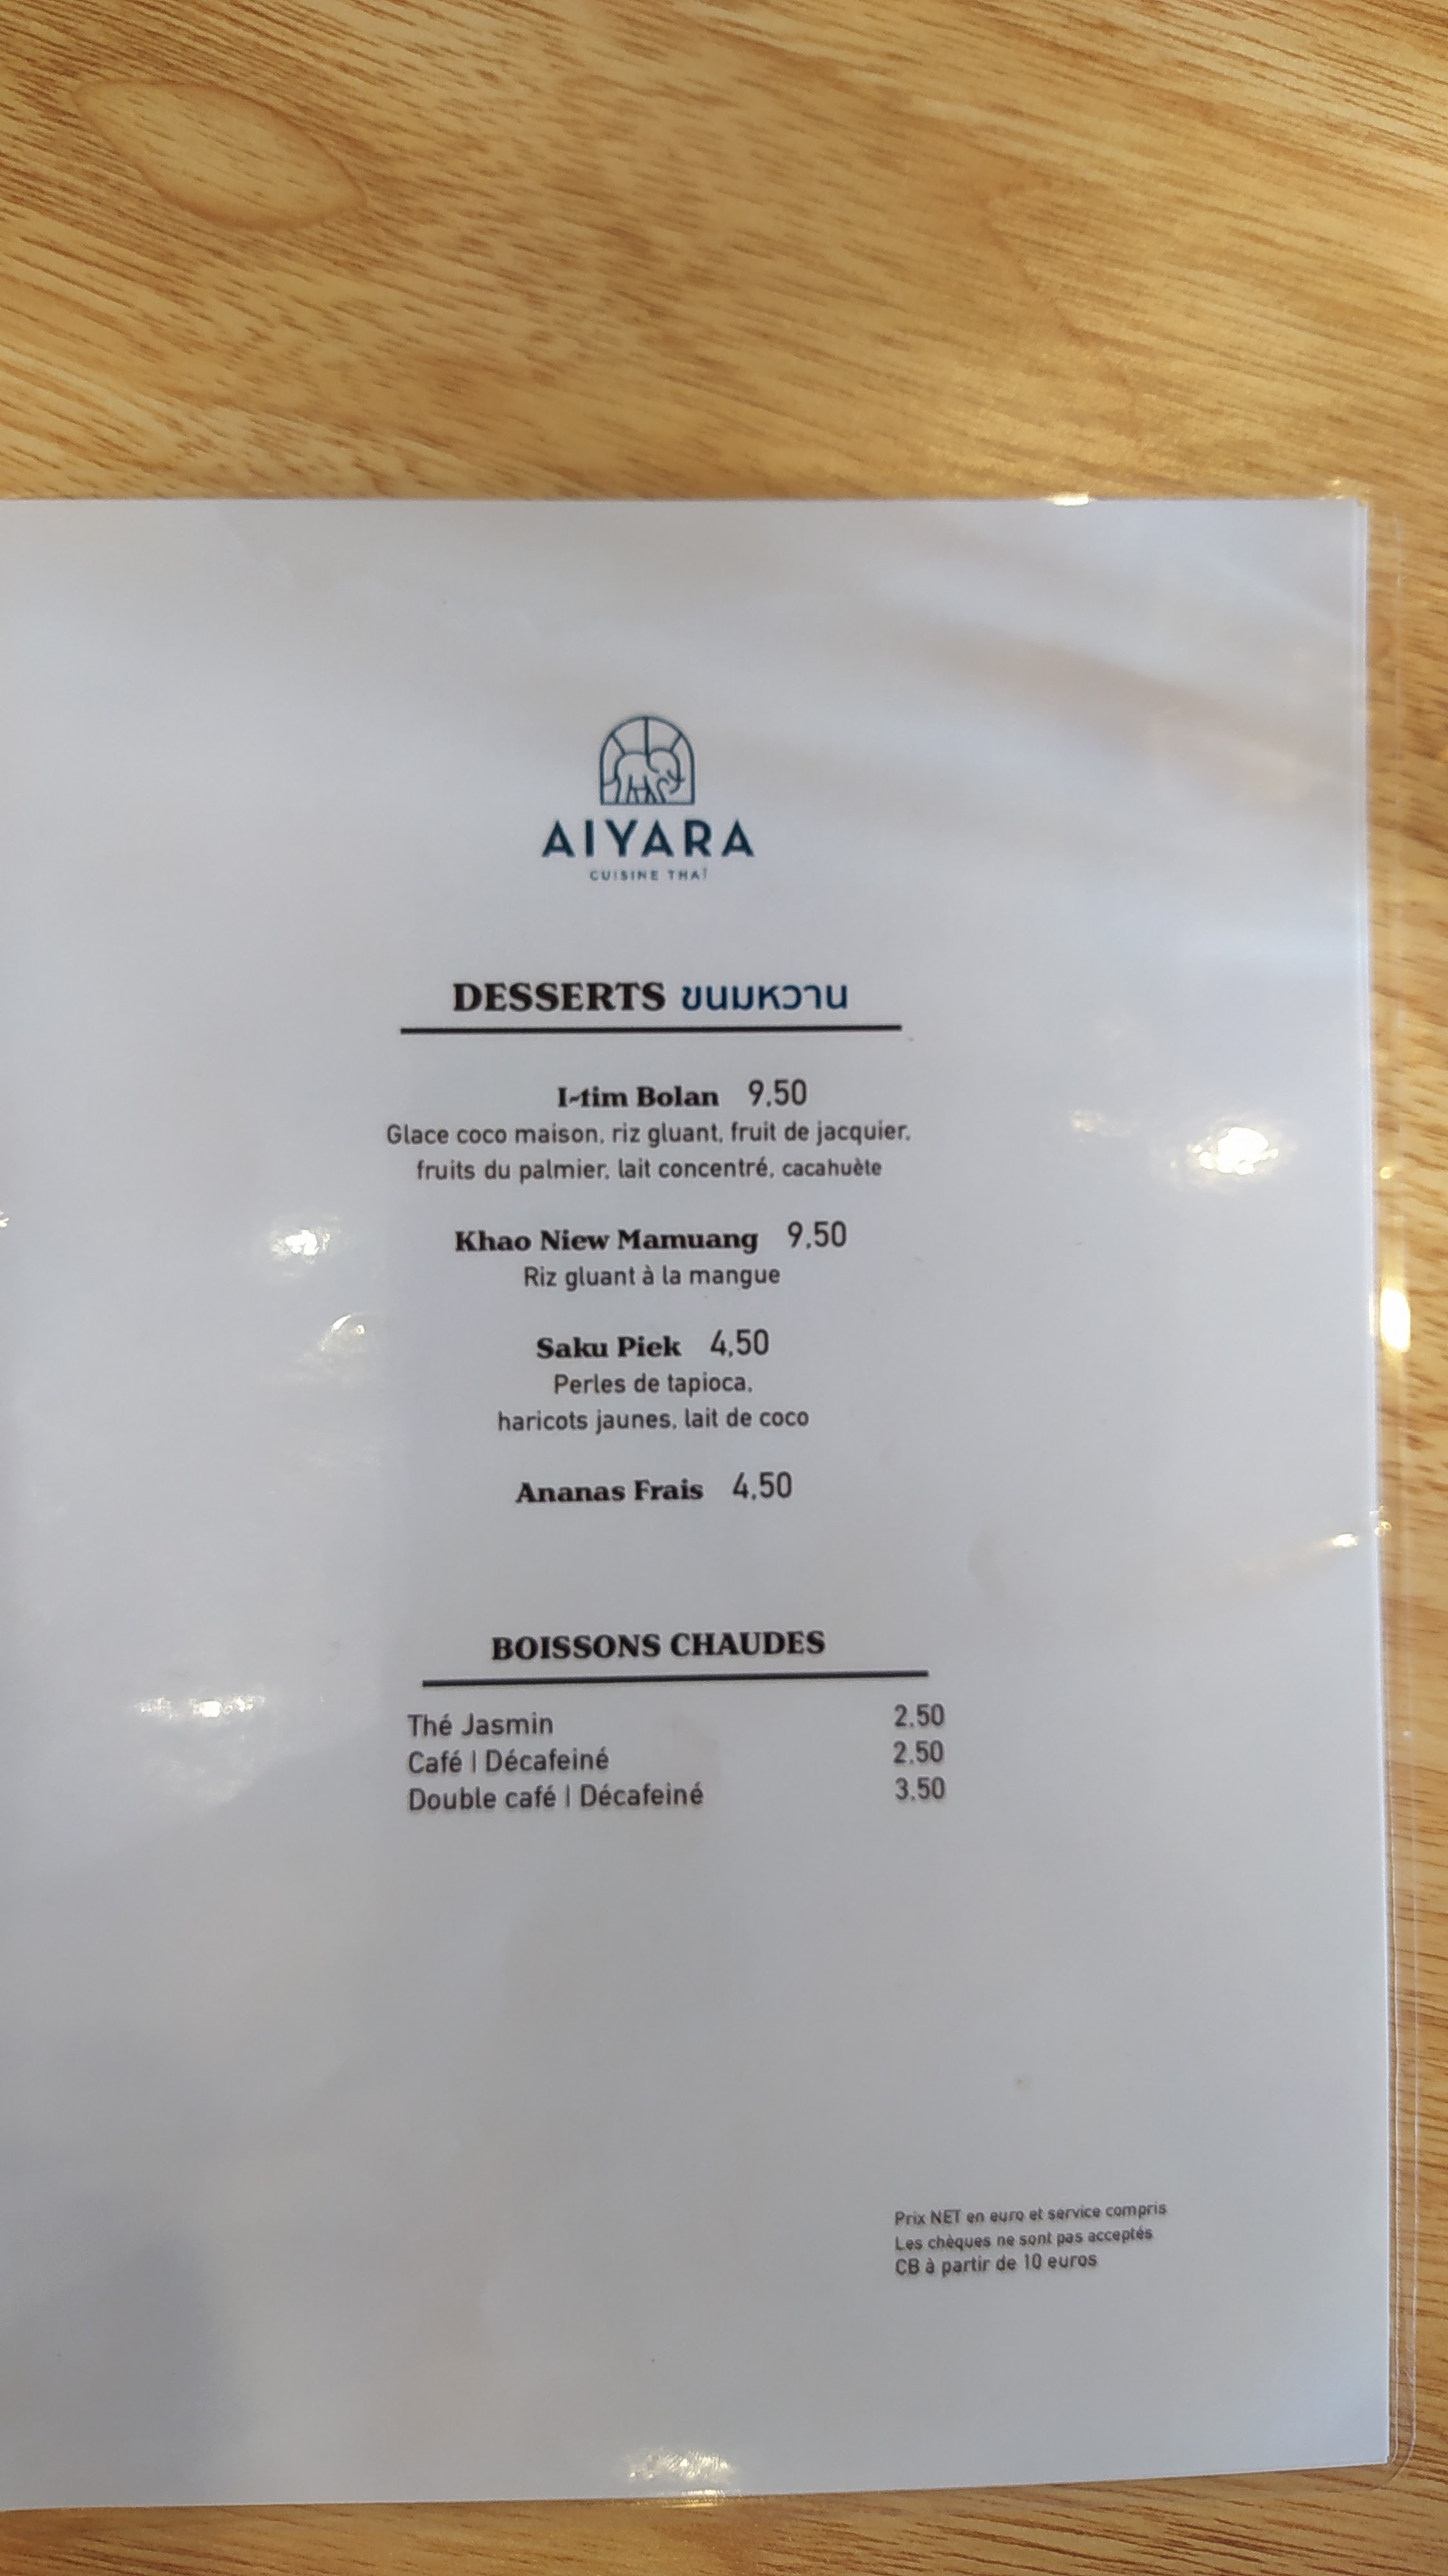 AIYARA
CUISINE THAÏ
DESSERTS ขนมหวาน
I-tim Bolan 9,50
Glace coco maison, riz gluant, fruit de jacquier,
fruits du palmier, lait concentré, cacahuète
Khao Niew Mamuang 9,50
Riz gluant à la mangue
Saku Piek 4,50
Perles de tapioca,
haricots jaunes, lait de coco
Ananas Frais 4,50
BOISSONS CHAUDES
Thé Jasmin 2,50
Café | Décafeiné 2,50
Double café | Décafeiné 3,50
Prix NET en euro et service compris
Les chèques ne sont pas acceptés
CB à partir de 10 euros